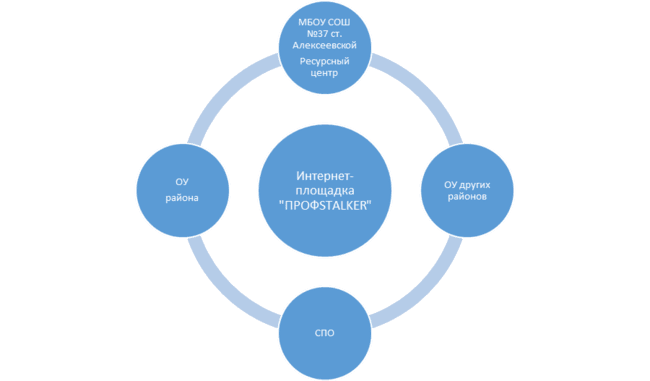 МБОУ СОШ
№37 ст.
Алексеевской
Ресурсный
центр
ОУ
района
Интернет-
площадка
"ПРОФSTALKER"
ОУ других
районов
СПО